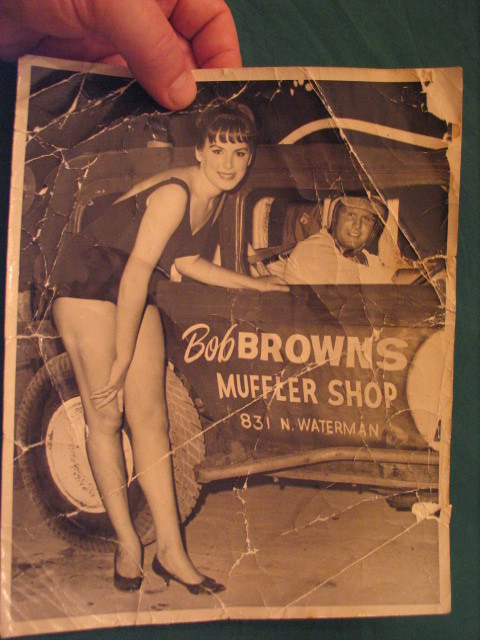 Bob BROWN'S
MUFFLER SHOP
831 N. WATERMAN